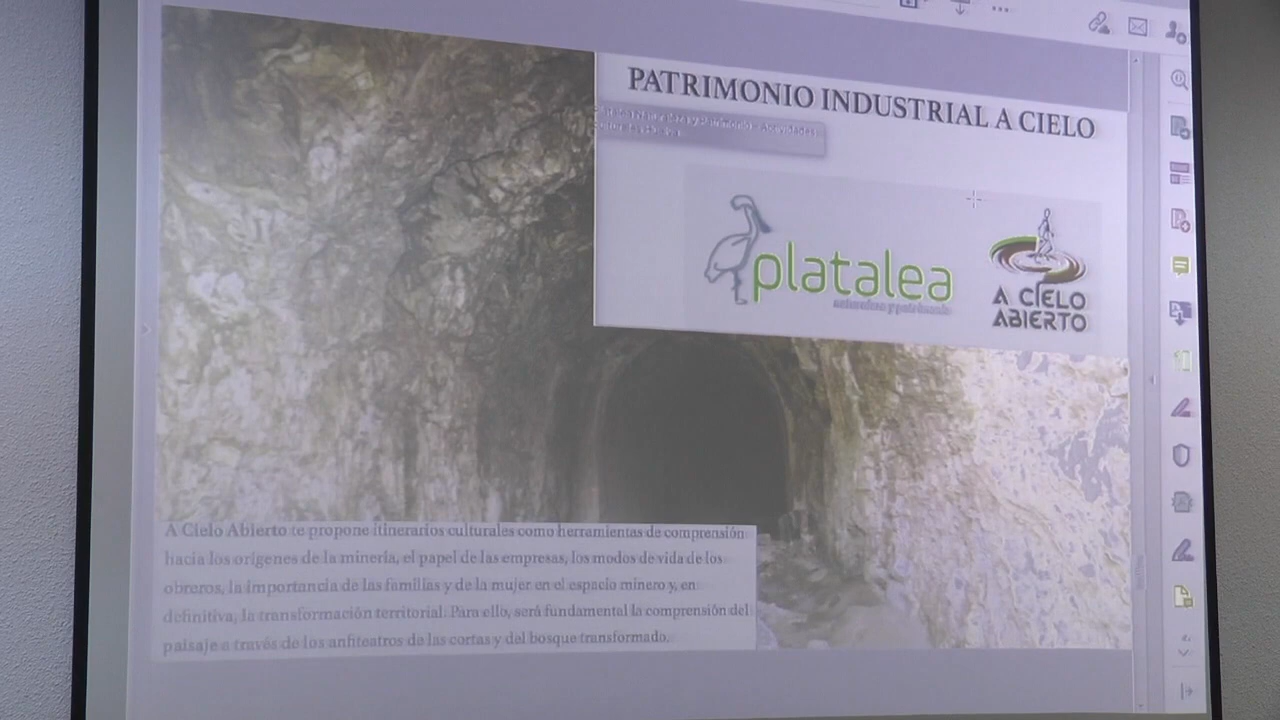 PATRIMONIO INDUSTRIAL A CIELO
platalea
naturaleza y patrimonio
A CIELO
ABIERTO
A Cielo Abierto te propone itinerarios culturales como herramientas de comprensión
hacia los orígenes de la minería, el papel de las empresas, los modos de vida de los
obreros, la importancia de las familias y de la mujer en el espacio minero y, en
definitiva, la transformación territorial. Para ello, será fundamental la comprensión del
paisaje a través de los anfiteatros de las cortas y del bosque transformado.